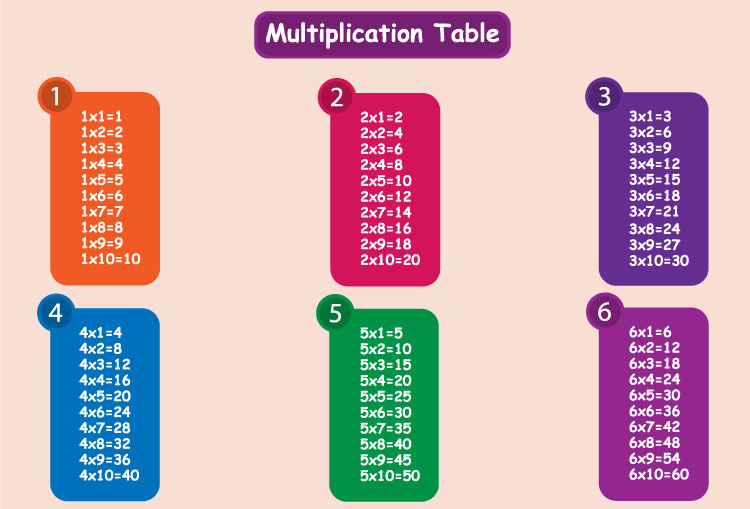 Multiplication Table
1
1x1=1
1x2=2
1x3=3
1x4=4
1x5=5
1x6=6
1x7=7
1x8=8
1x9=9
1x10=10
2
2x1=2
2x2=4
2x3=6
2x4=8
2x5=10
2x6=12
2x7=14
2x8=16
2x9=18
2x10=20
3
3x1=3
3x2=6
3x3=9
3x4=12
3x5=15
3x6=18
3x7=21
3x8=24
3x9=27
3x10=30
4
4x1=4
4x2=8
4x3=12
4x4=16
4x5=20
4x6=24
4x7=28
4x8=32
4x9=36
4x10=40
5
5x1=5
5x2=10
5x3=15
5x4=20
5x5=25
5x6=30
5x7=35
5x8=40
5x9=45
5x10=50
6
6x1=6
6x2=12
6x3=18
6x4=24
6x5=30
6x6=36
6x7=42
6x8=48
6x9=54
6x10=60